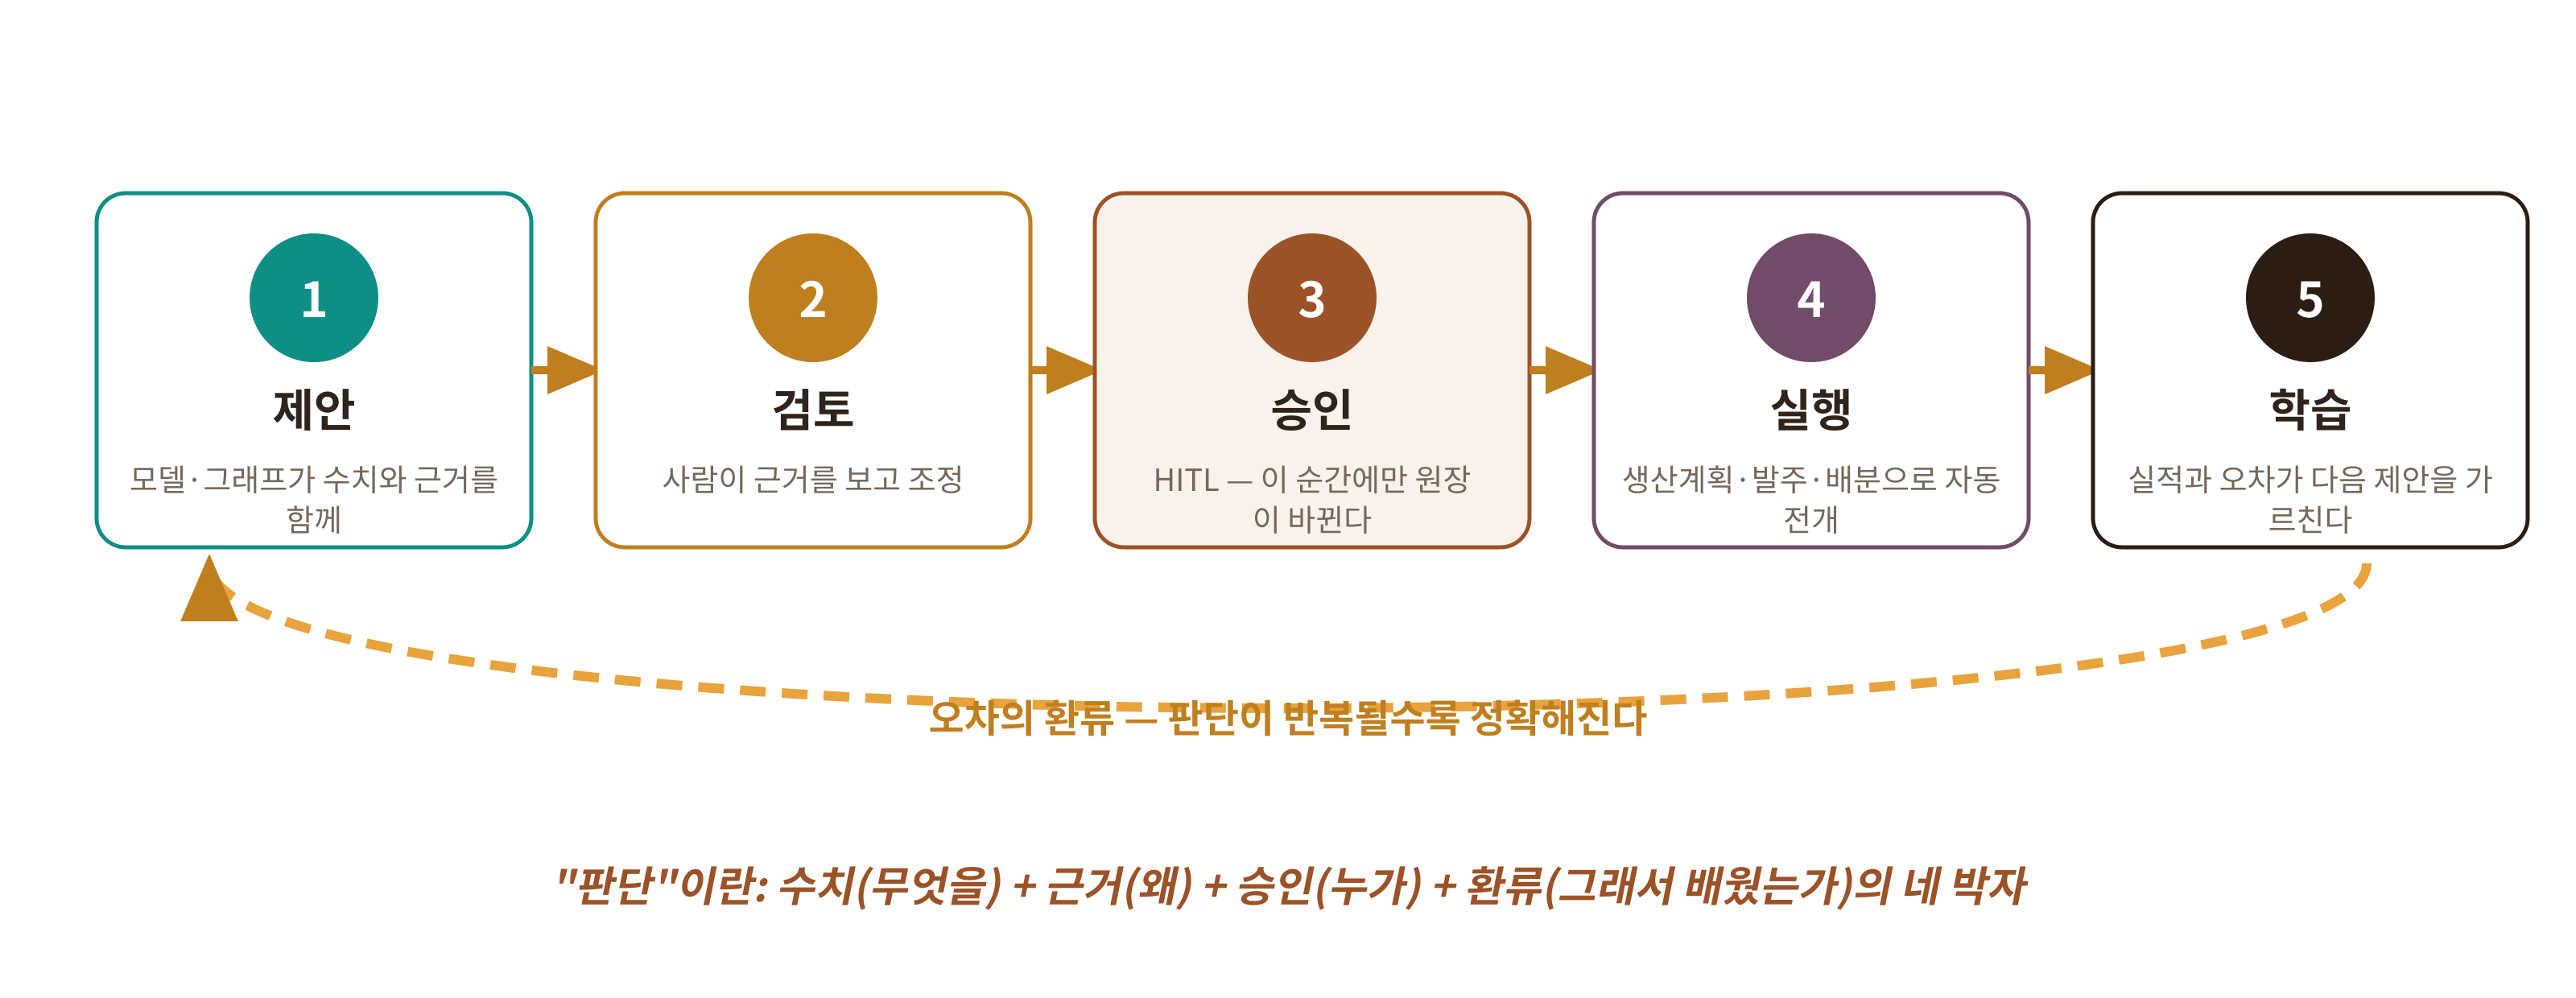 1
제안
모델·그래프가 수치와 근거를
함께
2
검토
사람이 근거를 보고 조정
3
승인
HITL — 이 순간에만 원장
이 바뀐다
4
실행
생산계획·발주·배분으로 자동
전개
5
학습
실적과 오차가 다음 제안을 가
르친다
오차의 환류 — 판단이 반복될수록 정확해진다
"판단"이란: 수치(무엇을) + 근거(왜) + 승인(누가) + 환류(그래서 배웠는가)의 네 박자